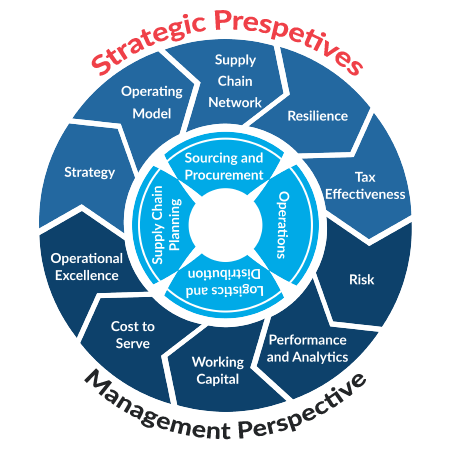 Strategic Prespetives
Supply
Chain
Network
Operating
Model
Resilience
Strategy
Tax
Effectiveness
Sourcing and
Procurement
Supply Chain
Planning
Operations
Logistics and
Distribution
Operational
Excellence
Risk
Cost to
Serve
Performance
and Analytics
Working
Capital
Management Perspective